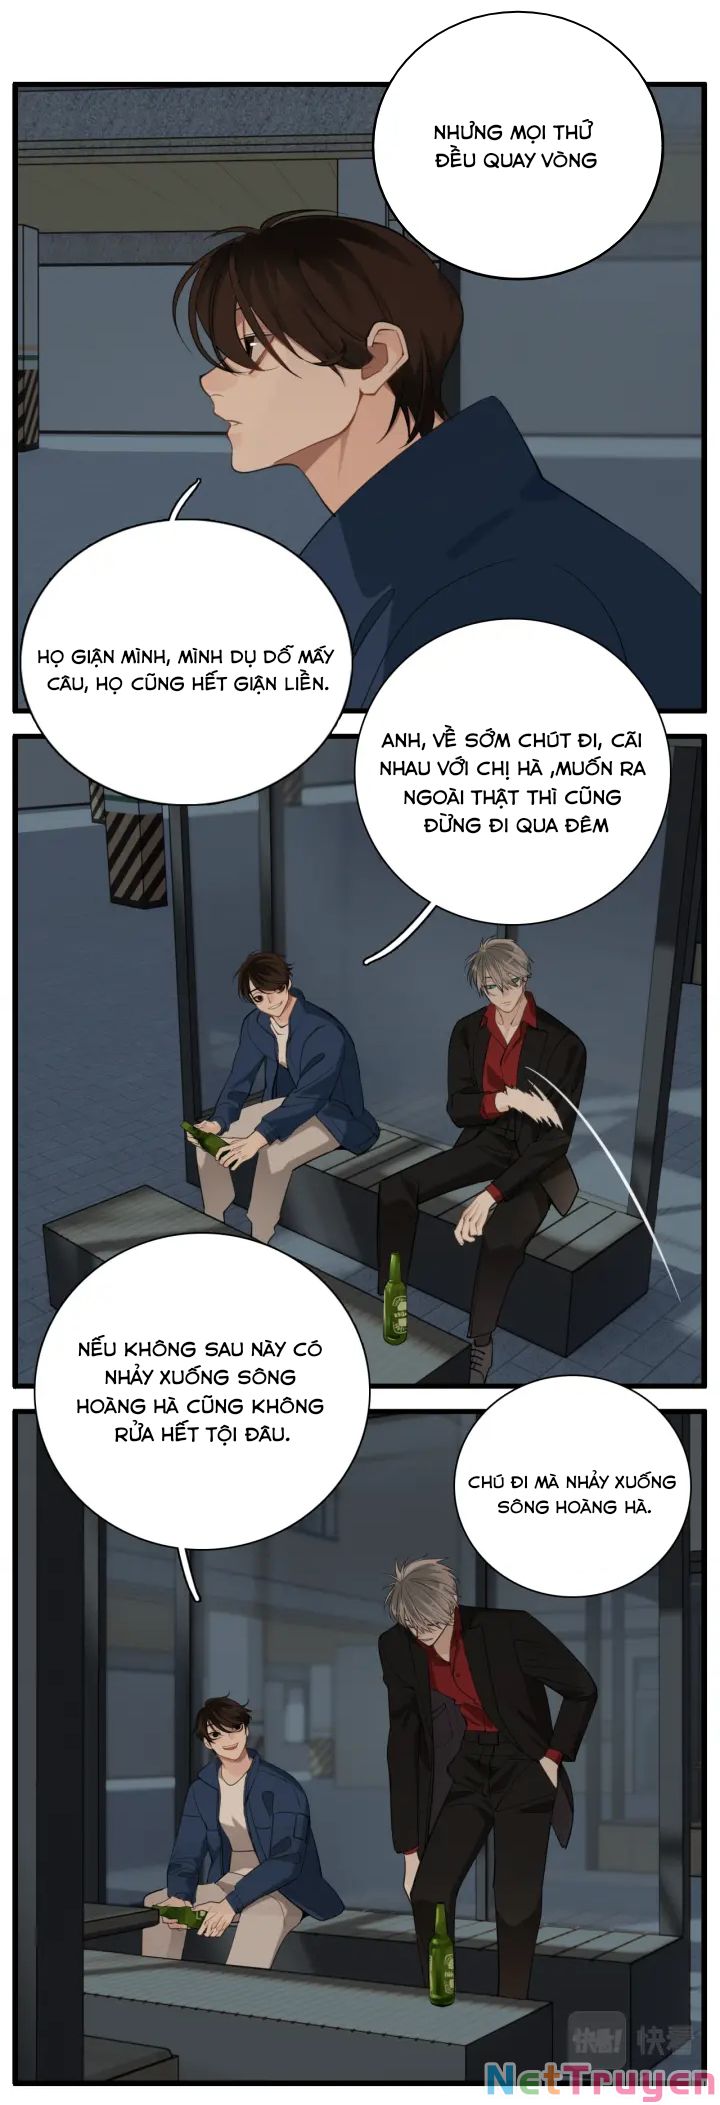 NHƯNG MỌI THỨ
ĐỀU QUAY VÒNG
HỌ GIẬN MÌNH, MÌNH DỤ DỖ MẤY
CÂU, HỌ CŨNG HẾT GIẬN LIỀN.
ANH, VỀ SỚM CHÚT ĐI, CÃI
NHAU VỚI CHỊ HÀ ,MUỐN RA
NGOÀI THẬT THÌ CŨNG
ĐỪNG ĐI QUA ĐÊM
NẾU KHÔNG SAU NÀY CÓ
NHẢY XUỐNG SÔNG
HOÀNG HÀ CŨNG KHÔNG
RỬA HẾT TỘI ĐÂU.
CHÚ ĐI MÀ NHẢY XUỐNG
SÔNG HOÀNG HÀ.
快看! 快看
NetTruyen